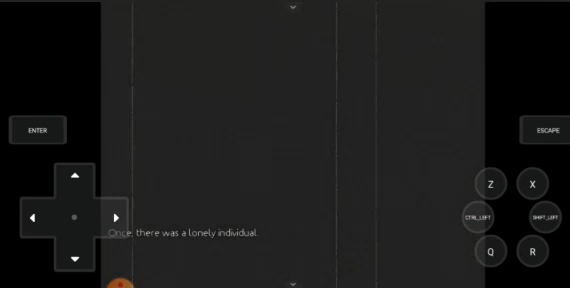 ENTER
ESCAPE
Z
X
CTRL_LEFT
SHIFT_LEFT
Once, there was a lonely individual.
Q
R